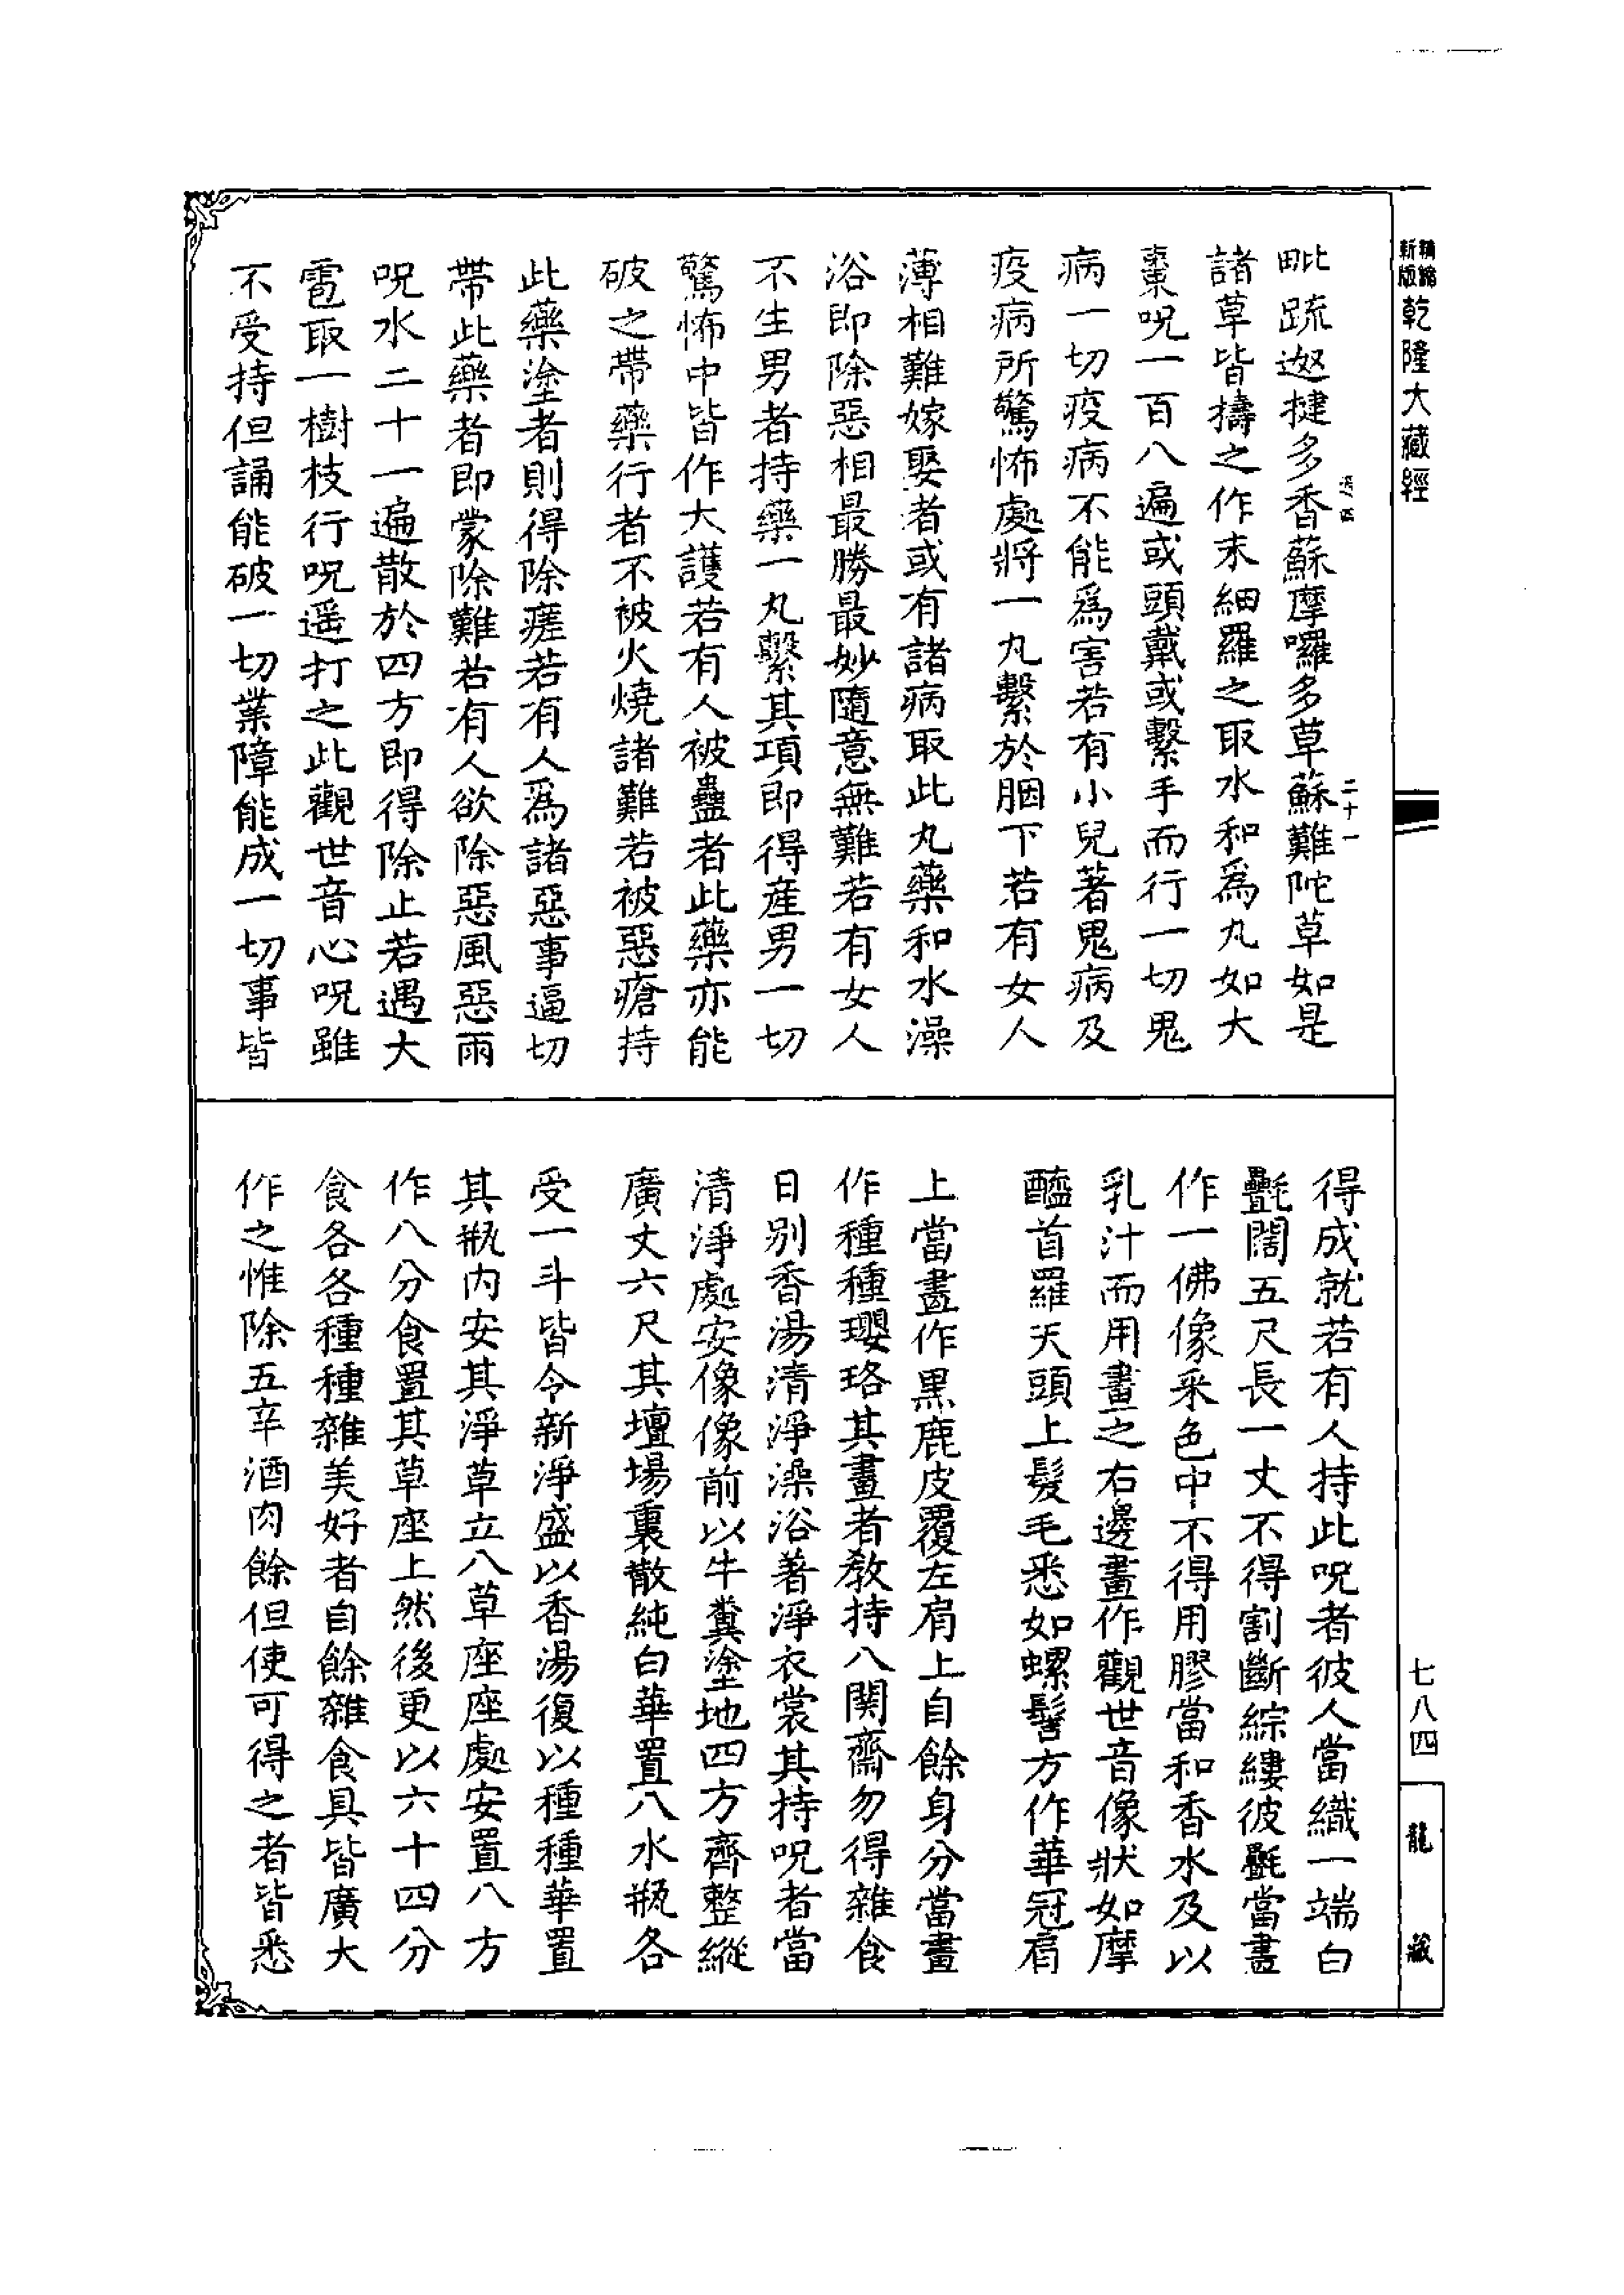 精縮新版乾隆大藏經
毗疏迦揵多香蘇摩囉多草蘇難陀草如是
二十一
諸草皆擣之作末細羅之取水和爲丸如大
棗呪一百八遍或頭戴或繫手而行一切鬼
病一切疫病不能爲害若有小兒著鬼病及
疫病所驚怖處將一丸繫於胭下若有女人
薄相難嫁娶者或有諸病取此丸藥和水澡
浴即除惡相最勝最妙隨意無難若有女人
不生男者持藥一丸繫其項即得産男一切
驚怖中皆作大護若有人被蠱者此藥亦能
破之帶藥行者不被火燒諸難若被惡瘡持
此藥塗者則得除瘥若有人爲諸惡事逼切
帶此藥者即蒙除難若有人欲除惡風惡雨
呪水二十一遍散於四方即得除止若遇大
雹取一樹枝行呪遥打之此觀世音心呪雖
不受持但誦能破一切業障能成一切事皆
得成就若有人持此呪者彼人當織一端白
㲲闊五尺長一丈不得割斷綜縷彼㲲當畫
作一佛像采色中不得用膠當和香水及以
乳汁而用畫之右邊畫作觀世音像狀如摩
醯首羅天頭上髮毛悉如螺髻方作華冠肩
上當畫作黑鹿皮覆左肩上自餘身分當畫
作種種瓔珞其畫者教持八関齋勿得雜食
日别香湯清淨澡浴著淨衣裳其持呪者當
清淨處安像像前以牛糞塗地四方齊整縱
廣丈六尺其壇場裏散純白華置八水瓶各
受一斗皆令新淨盛以香湯復以種種華置
其瓶内安其淨草立八草座座處安置八方
作八分食置其草座上然後更以六十四分
食各各種種雜美好者自餘雜食具皆廣大
作之惟除五辛酒肉餘但使可得之者皆悉
七八四
龍藏